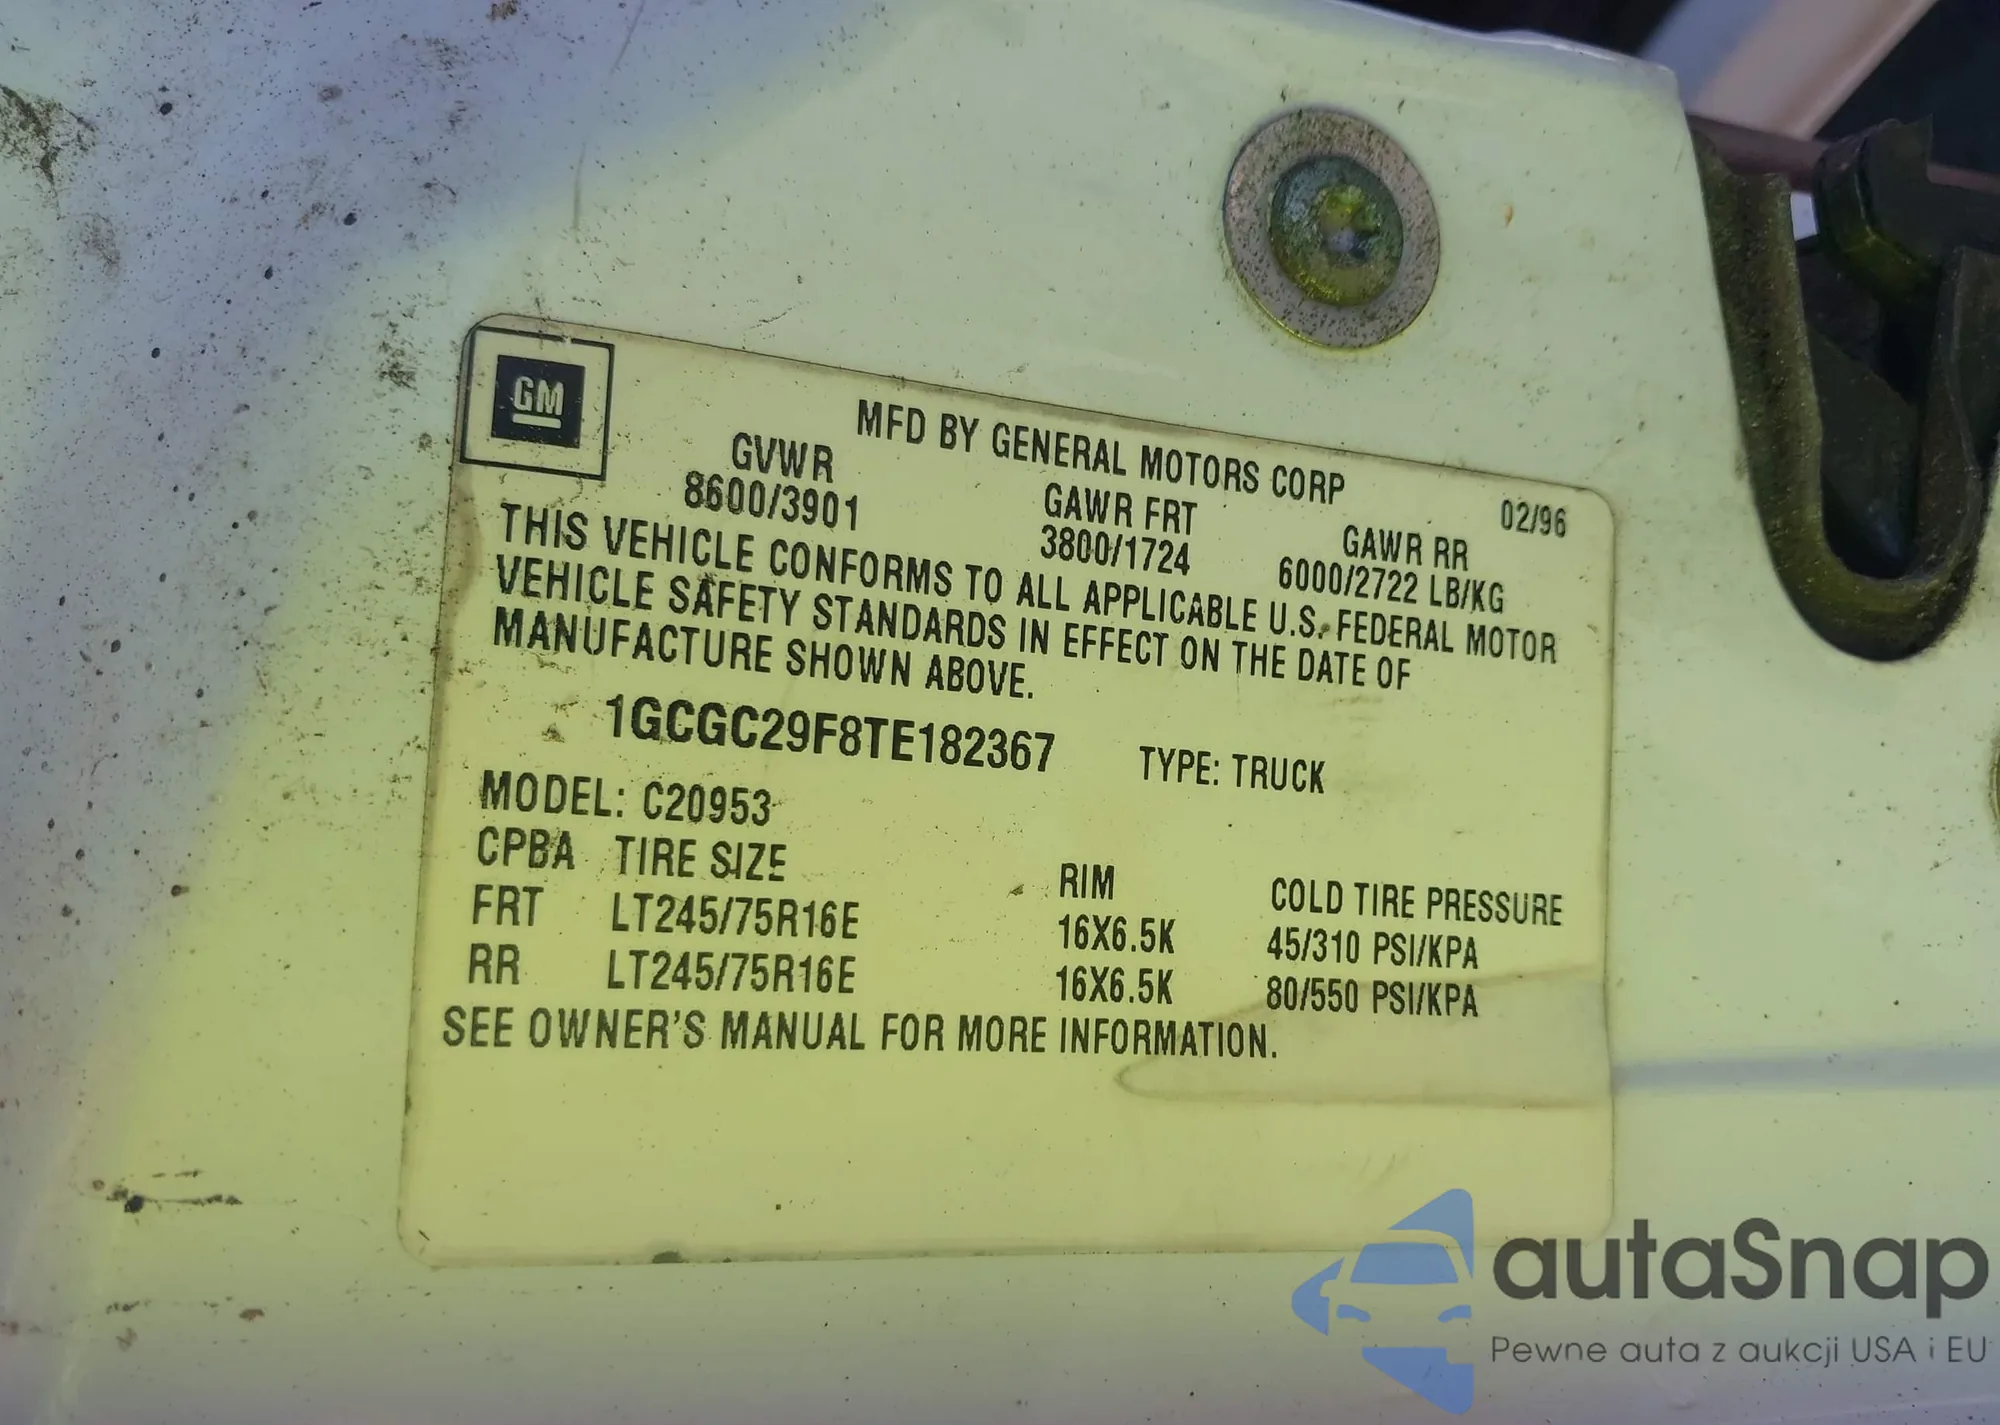 GM
MFD BY GENERAL MOTORS CORP
02/96
GVWR GAWR FRT GAWR RR
8600/3901 3800/1724 6000/2722 LB/KG
THIS VEHICLE CONFORMS TO ALL APPLICABLE U.S. FEDERAL MOTOR
VEHICLE SAFETY STANDARDS IN EFFECT ON THE DATE OF
MANUFACTURE SHOWN ABOVE.
1GCGC29F8TE182367 TYPE: TRUCK
MODEL: C20953
CPBA TIRE SIZE RIM COLD TIRE PRESSURE
FRT LT245/75R16E 16X6.5K 45/310 PSI/KPA
RR LT245/75R16E 16X6.5K 80/550 PSI/KPA
SEE OWNER'S MANUAL FOR MORE INFORMATION.
autaSnap
Pewne auta z aukcji USA i EU